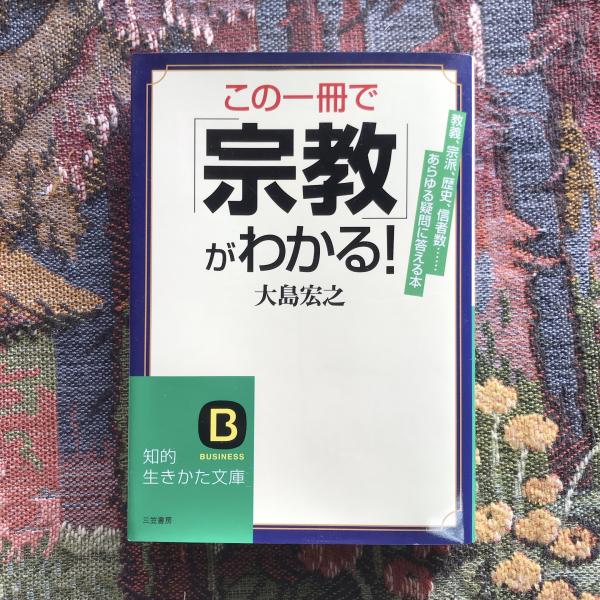 この一冊で
「宗教」
がわかる!
大島宏之
教義、宗派、歴史、信者数……
あらゆる疑問に答える本
B
BUSINESS
知的
生きかた文庫
三笠書房